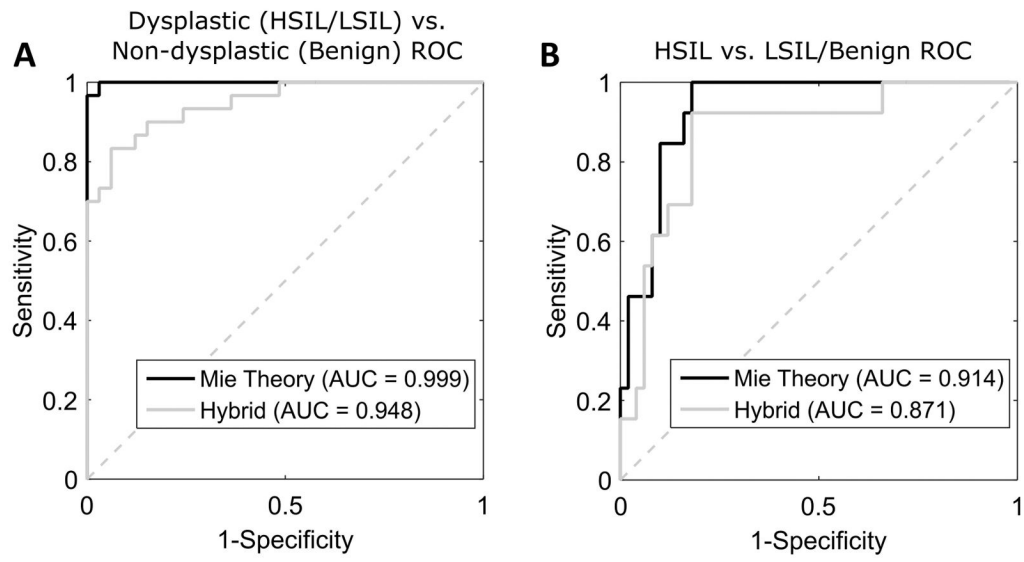 Dysplastic (HSIL/LSIL) vs.
Non-dysplastic (Benign) ROC
A
1
0.8
0.6
0.4
0.2
0
Sensitivity
Mie Theory (AUC = 0.999)
Hybrid (AUC = 0.948)
0
0.5
1
1-Specificity
HSIL vs. LSIL/Benign ROC
B
1
0.8
0.6
0.4
0.2
0
Sensitivity
Mie Theory (AUC = 0.914)
Hybrid (AUC = 0.871)
0
0.5
1
1-Specificity